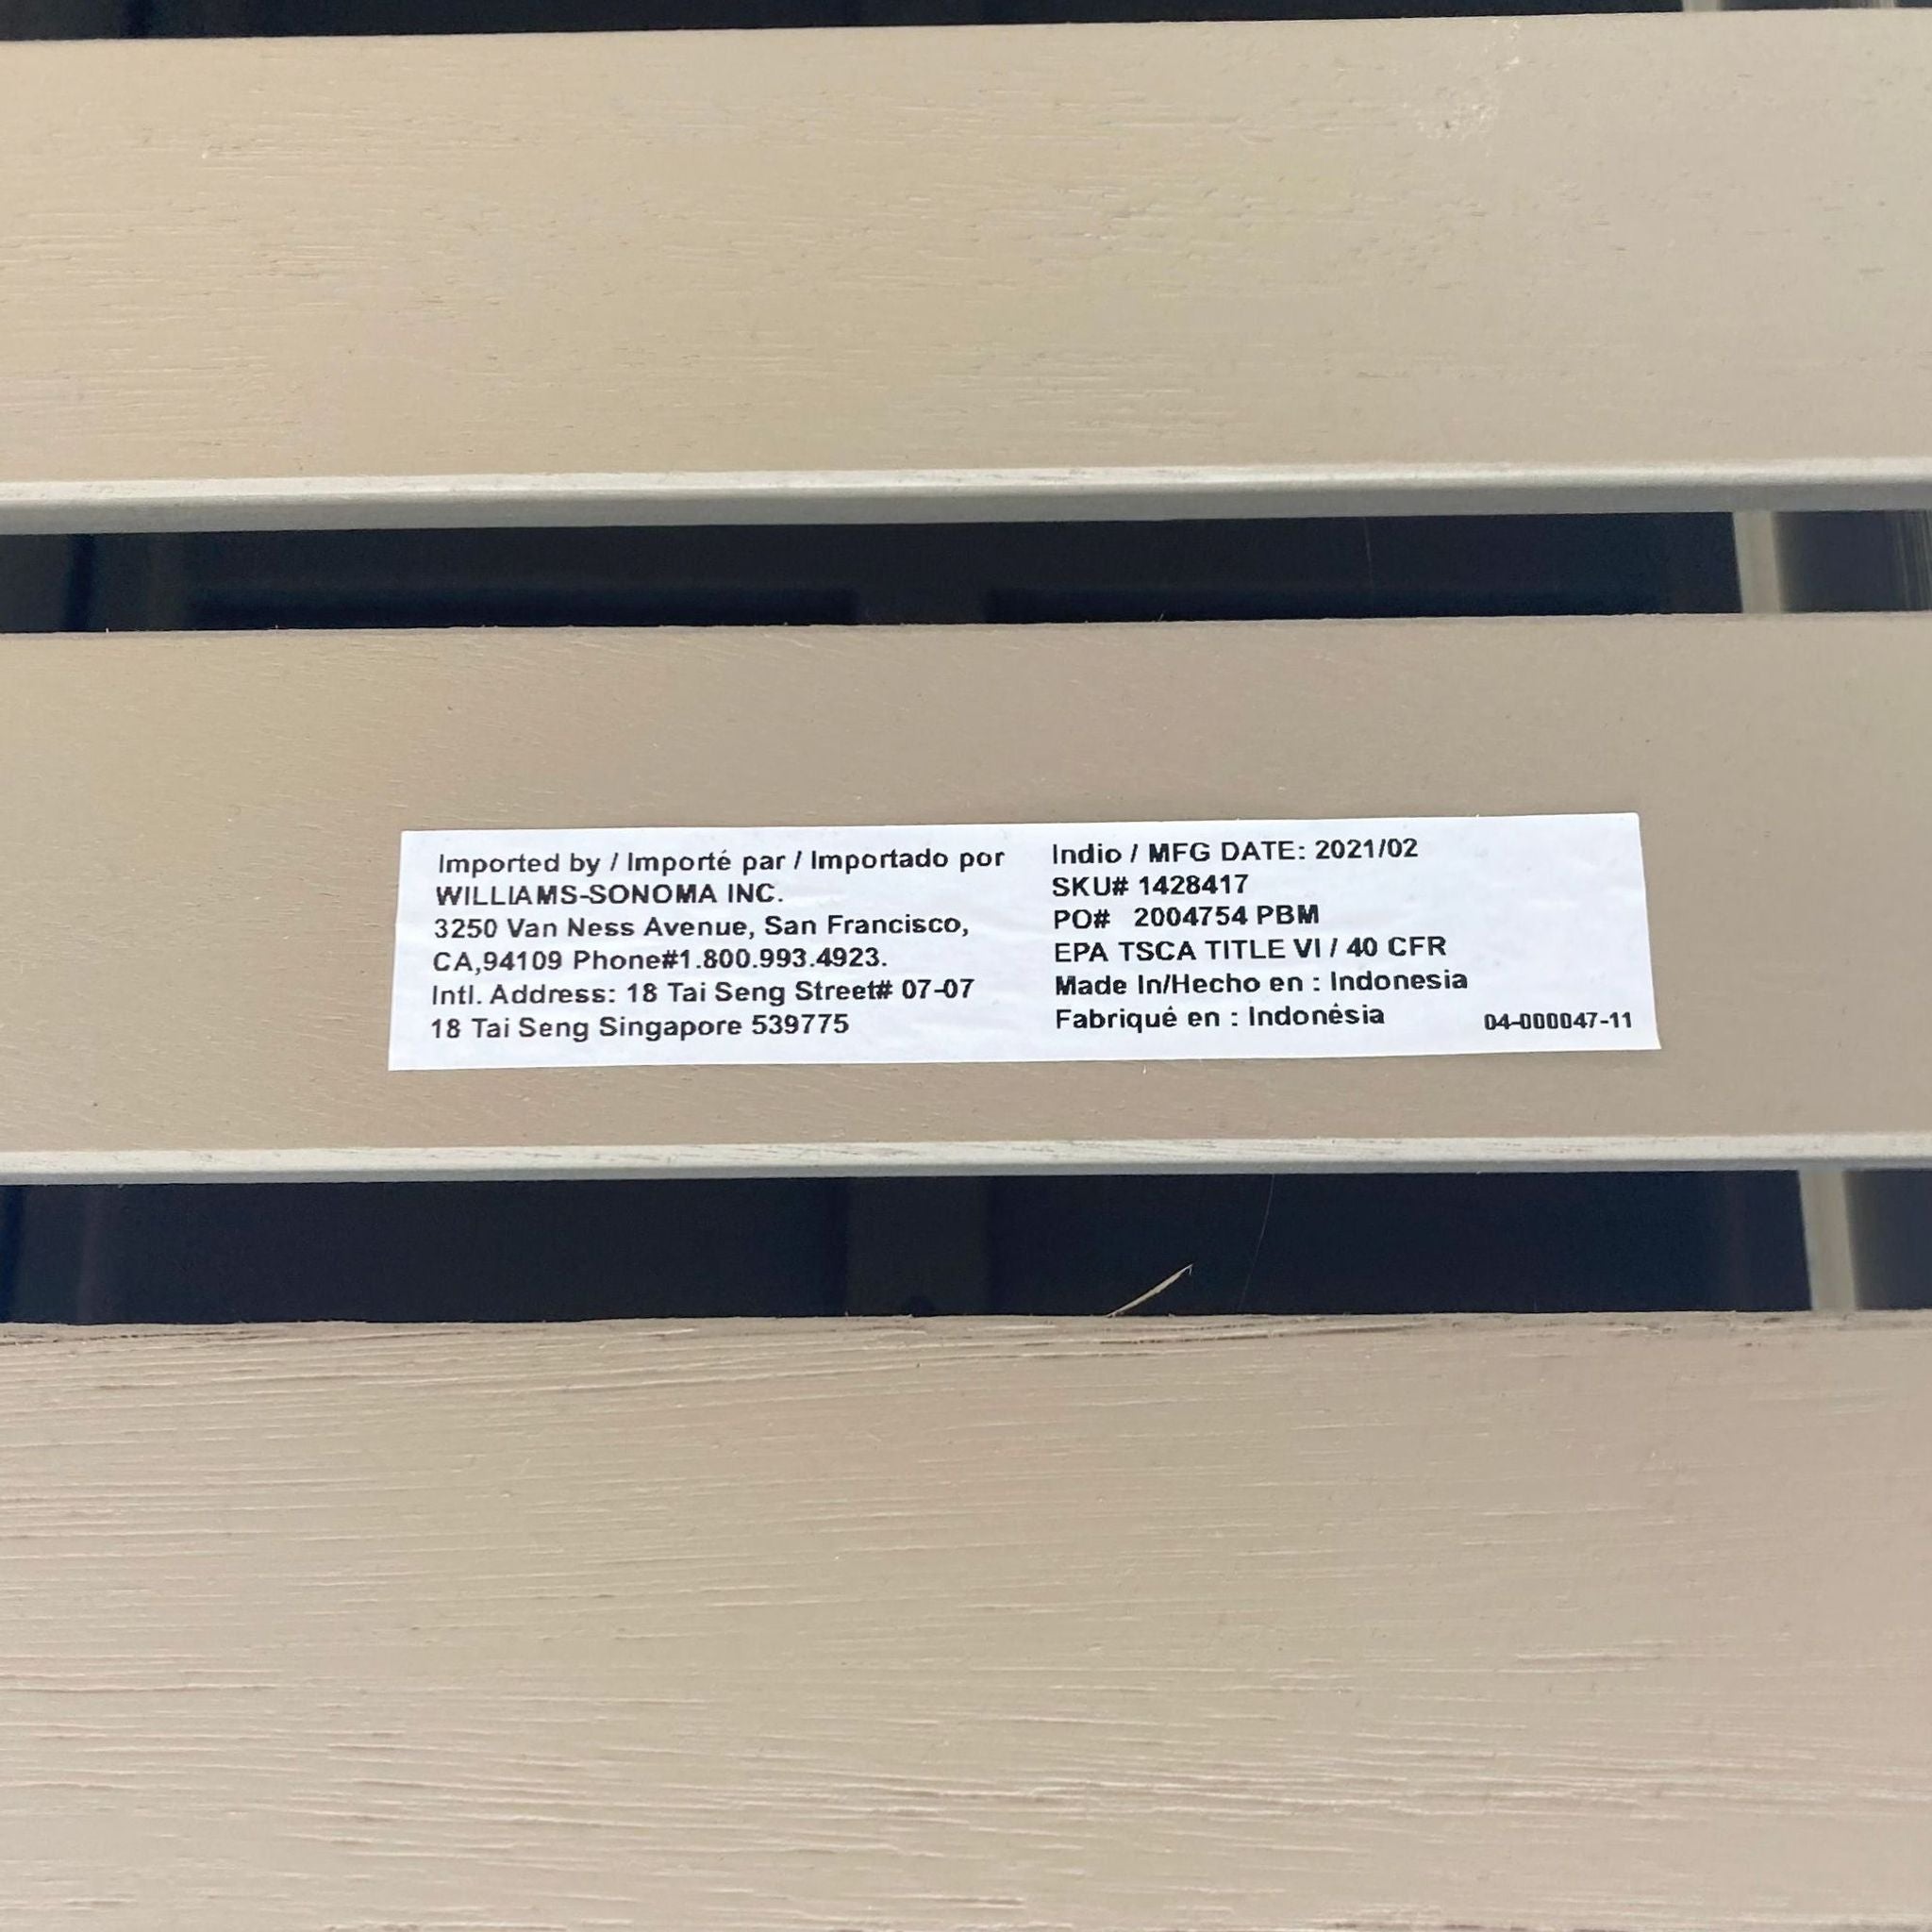 Imported by / Importé par / Importado por
WILLIAMS-SONOMA INC.
3250 Van Ness Avenue, San Francisco,
CA,94109 Phone#1.800.993.4923.
Intl. Address: 18 Tai Seng Street# 07-07
18 Tai Seng Singapore 539775
Indio / MFG DATE: 2021/02
SKU# 1428417
PO# 2004754 PBM
EPA TSCA TITLE VI / 40 CFR
Made In/Hecho en : Indonesia
Fabriqué en : Indonêsia
04-000047-11